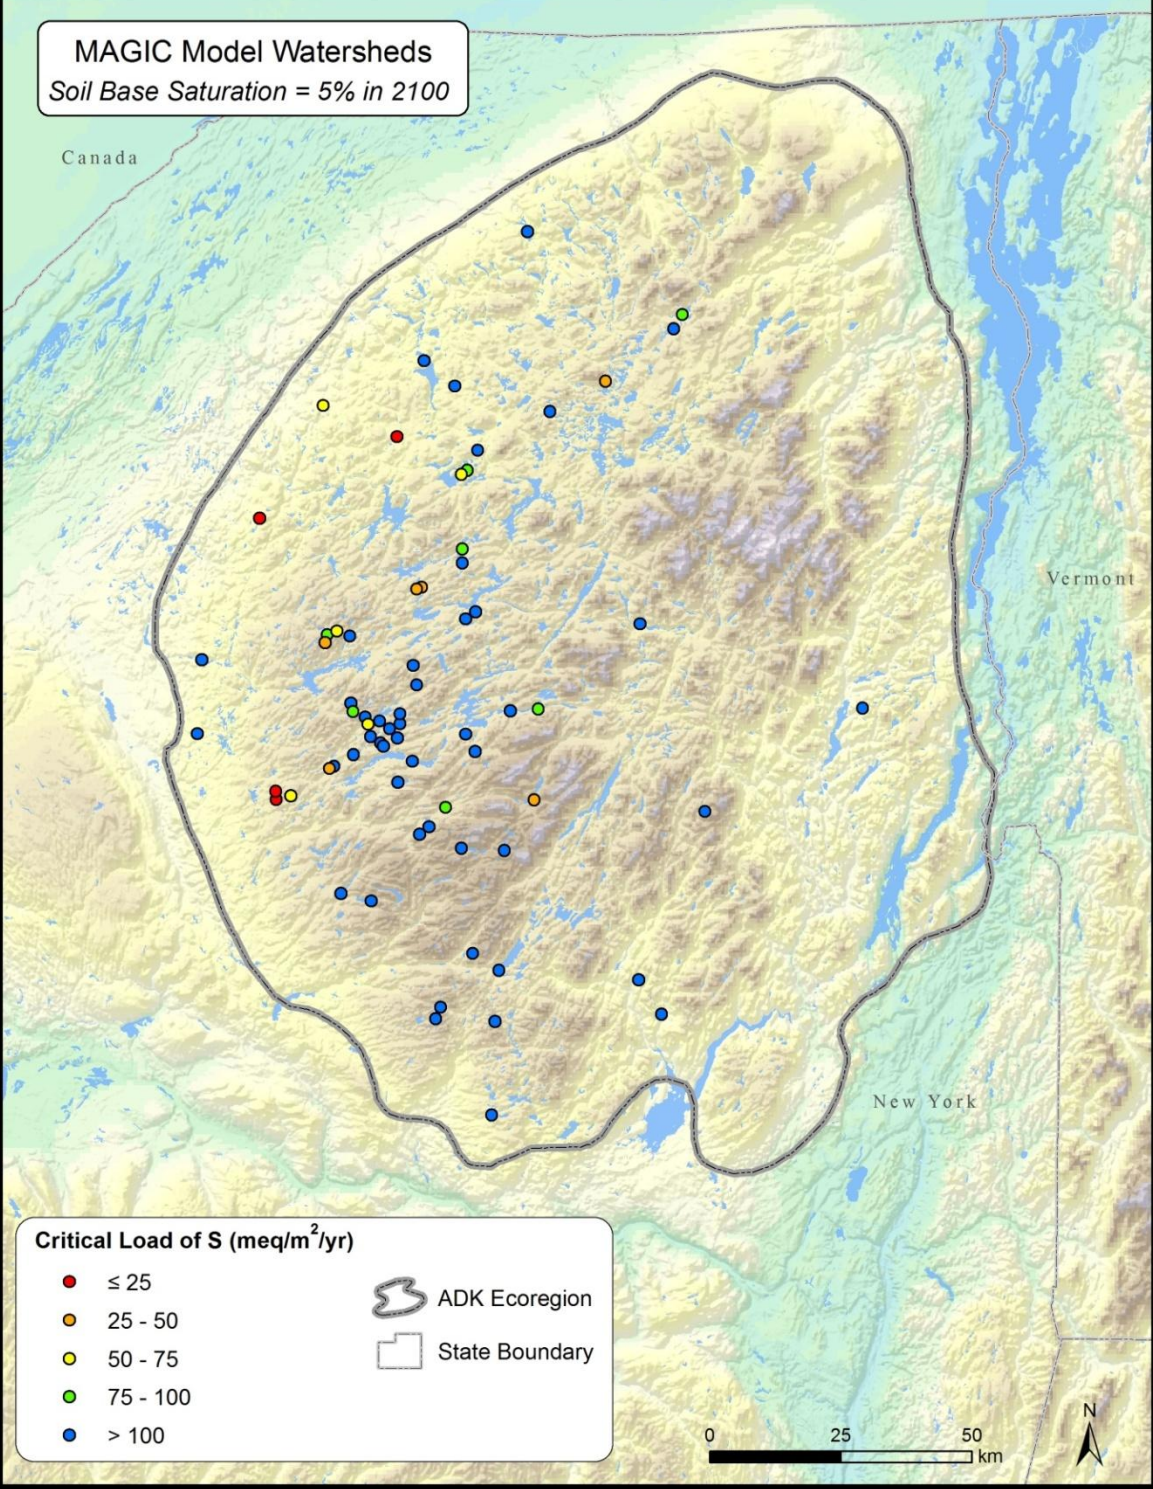 MAGIC Model Watersheds
Soil Base Saturation = 5% in 2100
Canada
Vermont
New York
Critical Load of S (meq/m²/yr)
≤ 25
25 - 50
50 - 75
75 - 100
> 100
ADK Ecoregion
State Boundary
N
0 25 50
km